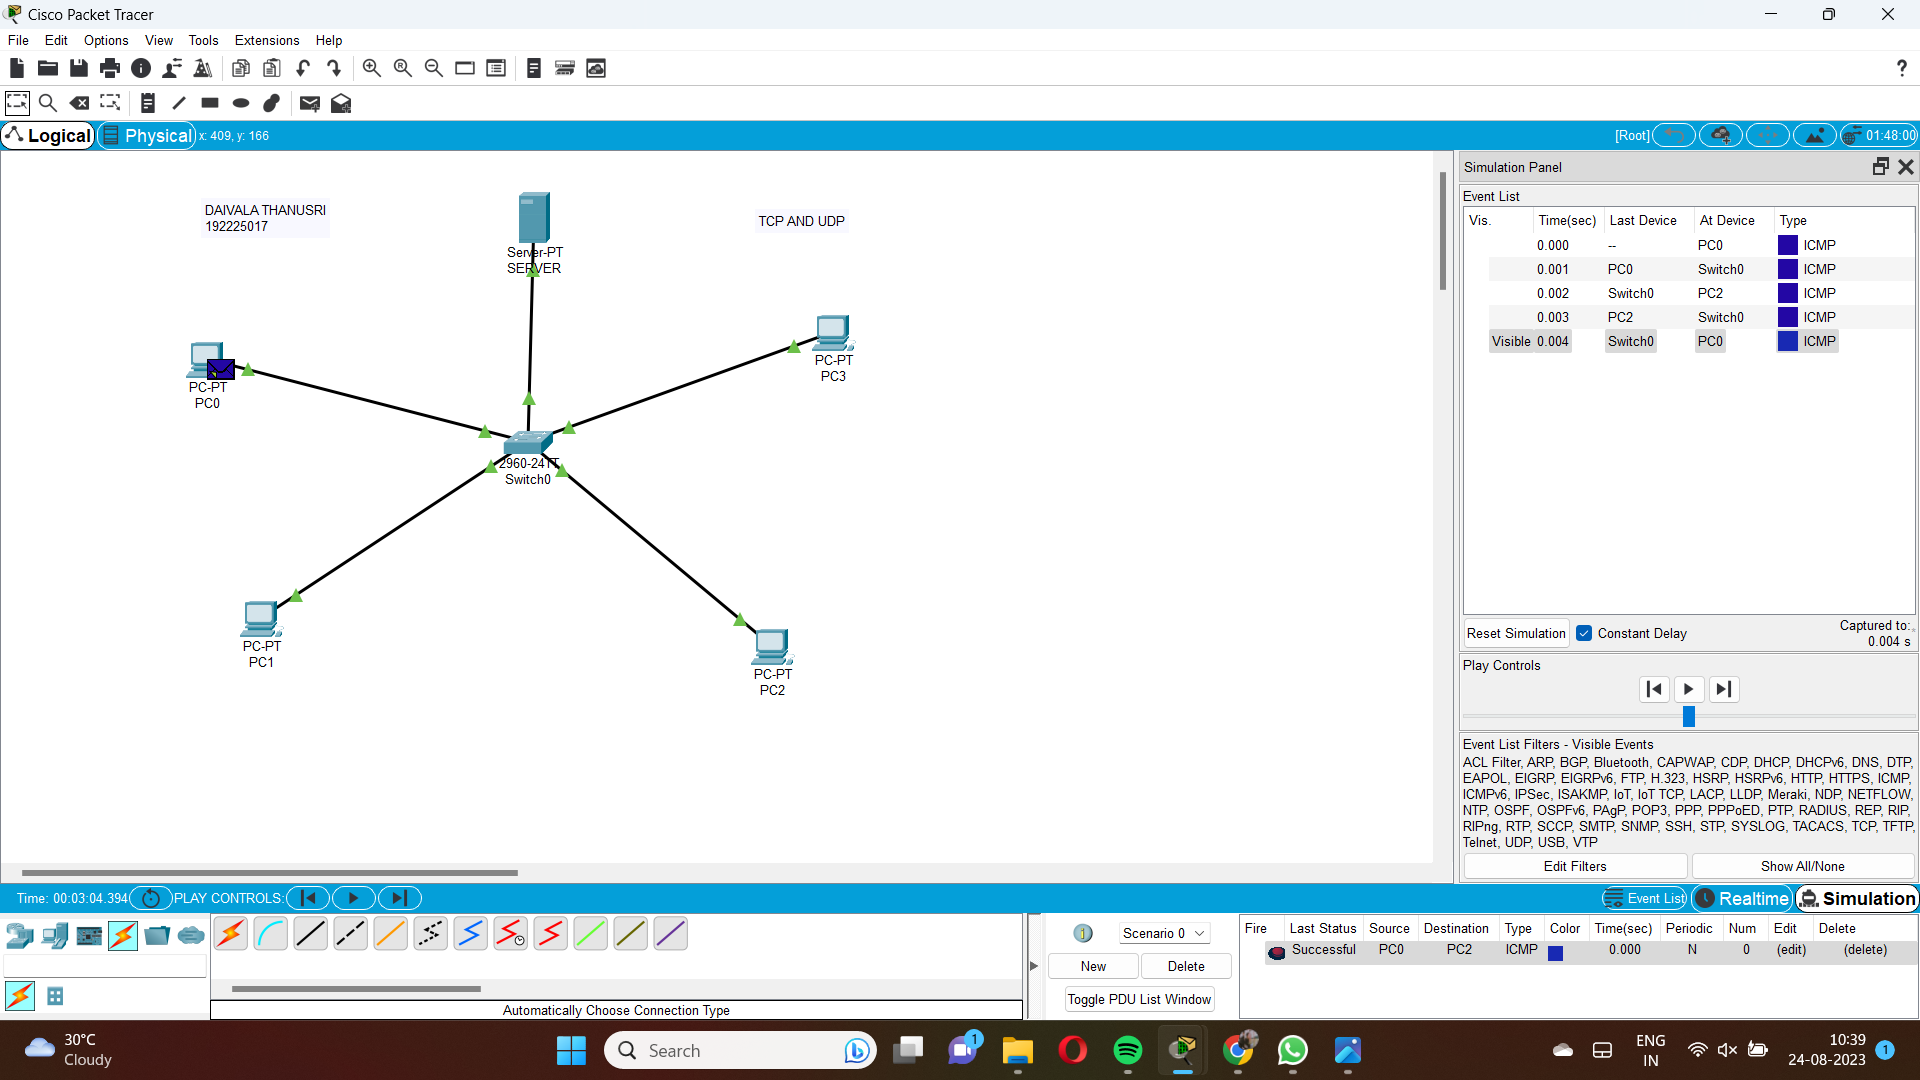 Cisco Packet Tracer
File Edit Options View Tools Extensions Help
?
Logical Physical x: 409, y: 166 [Root] 01:48:00
DAIVALA THANUSRI
192225017
TCP AND UDP
Server-PT
SERVER
PC-PT
PC3
PC-PT
PC0
2960-24TT
Switch0
PC-PT
PC1
PC-PT
PC2
Simulation Panel
Event List
Vis. Time(sec) Last Device At Device Type
0.000 -- PC0 ICMP
0.001 PC0 Switch0 ICMP
0.002 Switch0 PC2 ICMP
0.003 PC2 Switch0 ICMP
Visible 0.004 Switch0 PC0 ICMP
Reset Simulation Constant Delay Captured to:
0.004 s
Play Controls
Event List Filters - Visible Events
ACL Filter, ARP, BGP, Bluetooth, CAPWAP, CDP, DHCP, DHCPv6, DNS, DTP,
EAPOL, EIGRP, EIGRPv6, FTP, H.323, HSRP, HSRPv6, HTTP, HTTPS, ICMP,
ICMPv6, IPSec, ISAKMP, IoT, IoT TCP, LACP, LLDP, Meraki, NDP, NETFLOW,
NTP, OSPF, OSPFv6, PAgP, POP3, PPP, PPPoED, PTP, RADIUS, REP, RIP,
RIPng, RTP, SCCP, SMTP, SNMP, SSH, STP, SYSLOG, TACACS, TCP, TFTP,
Telnet, UDP, USB, VTP
Edit Filters Show All/None
Time: 00:03:04.394 PLAY CONTROLS: Event List Realtime Simulation
Automatically Choose Connection Type
Scenario 0
New Delete
Toggle PDU List Window
Fire Last Status Source Destination Type Color Time(sec) Periodic Num Edit Delete
Successful PC0 PC2 ICMP 0.000 N 0 (edit) (delete)
30°C
Cloudy
Search
1
ENG
IN
10:39
24-08-2023
1